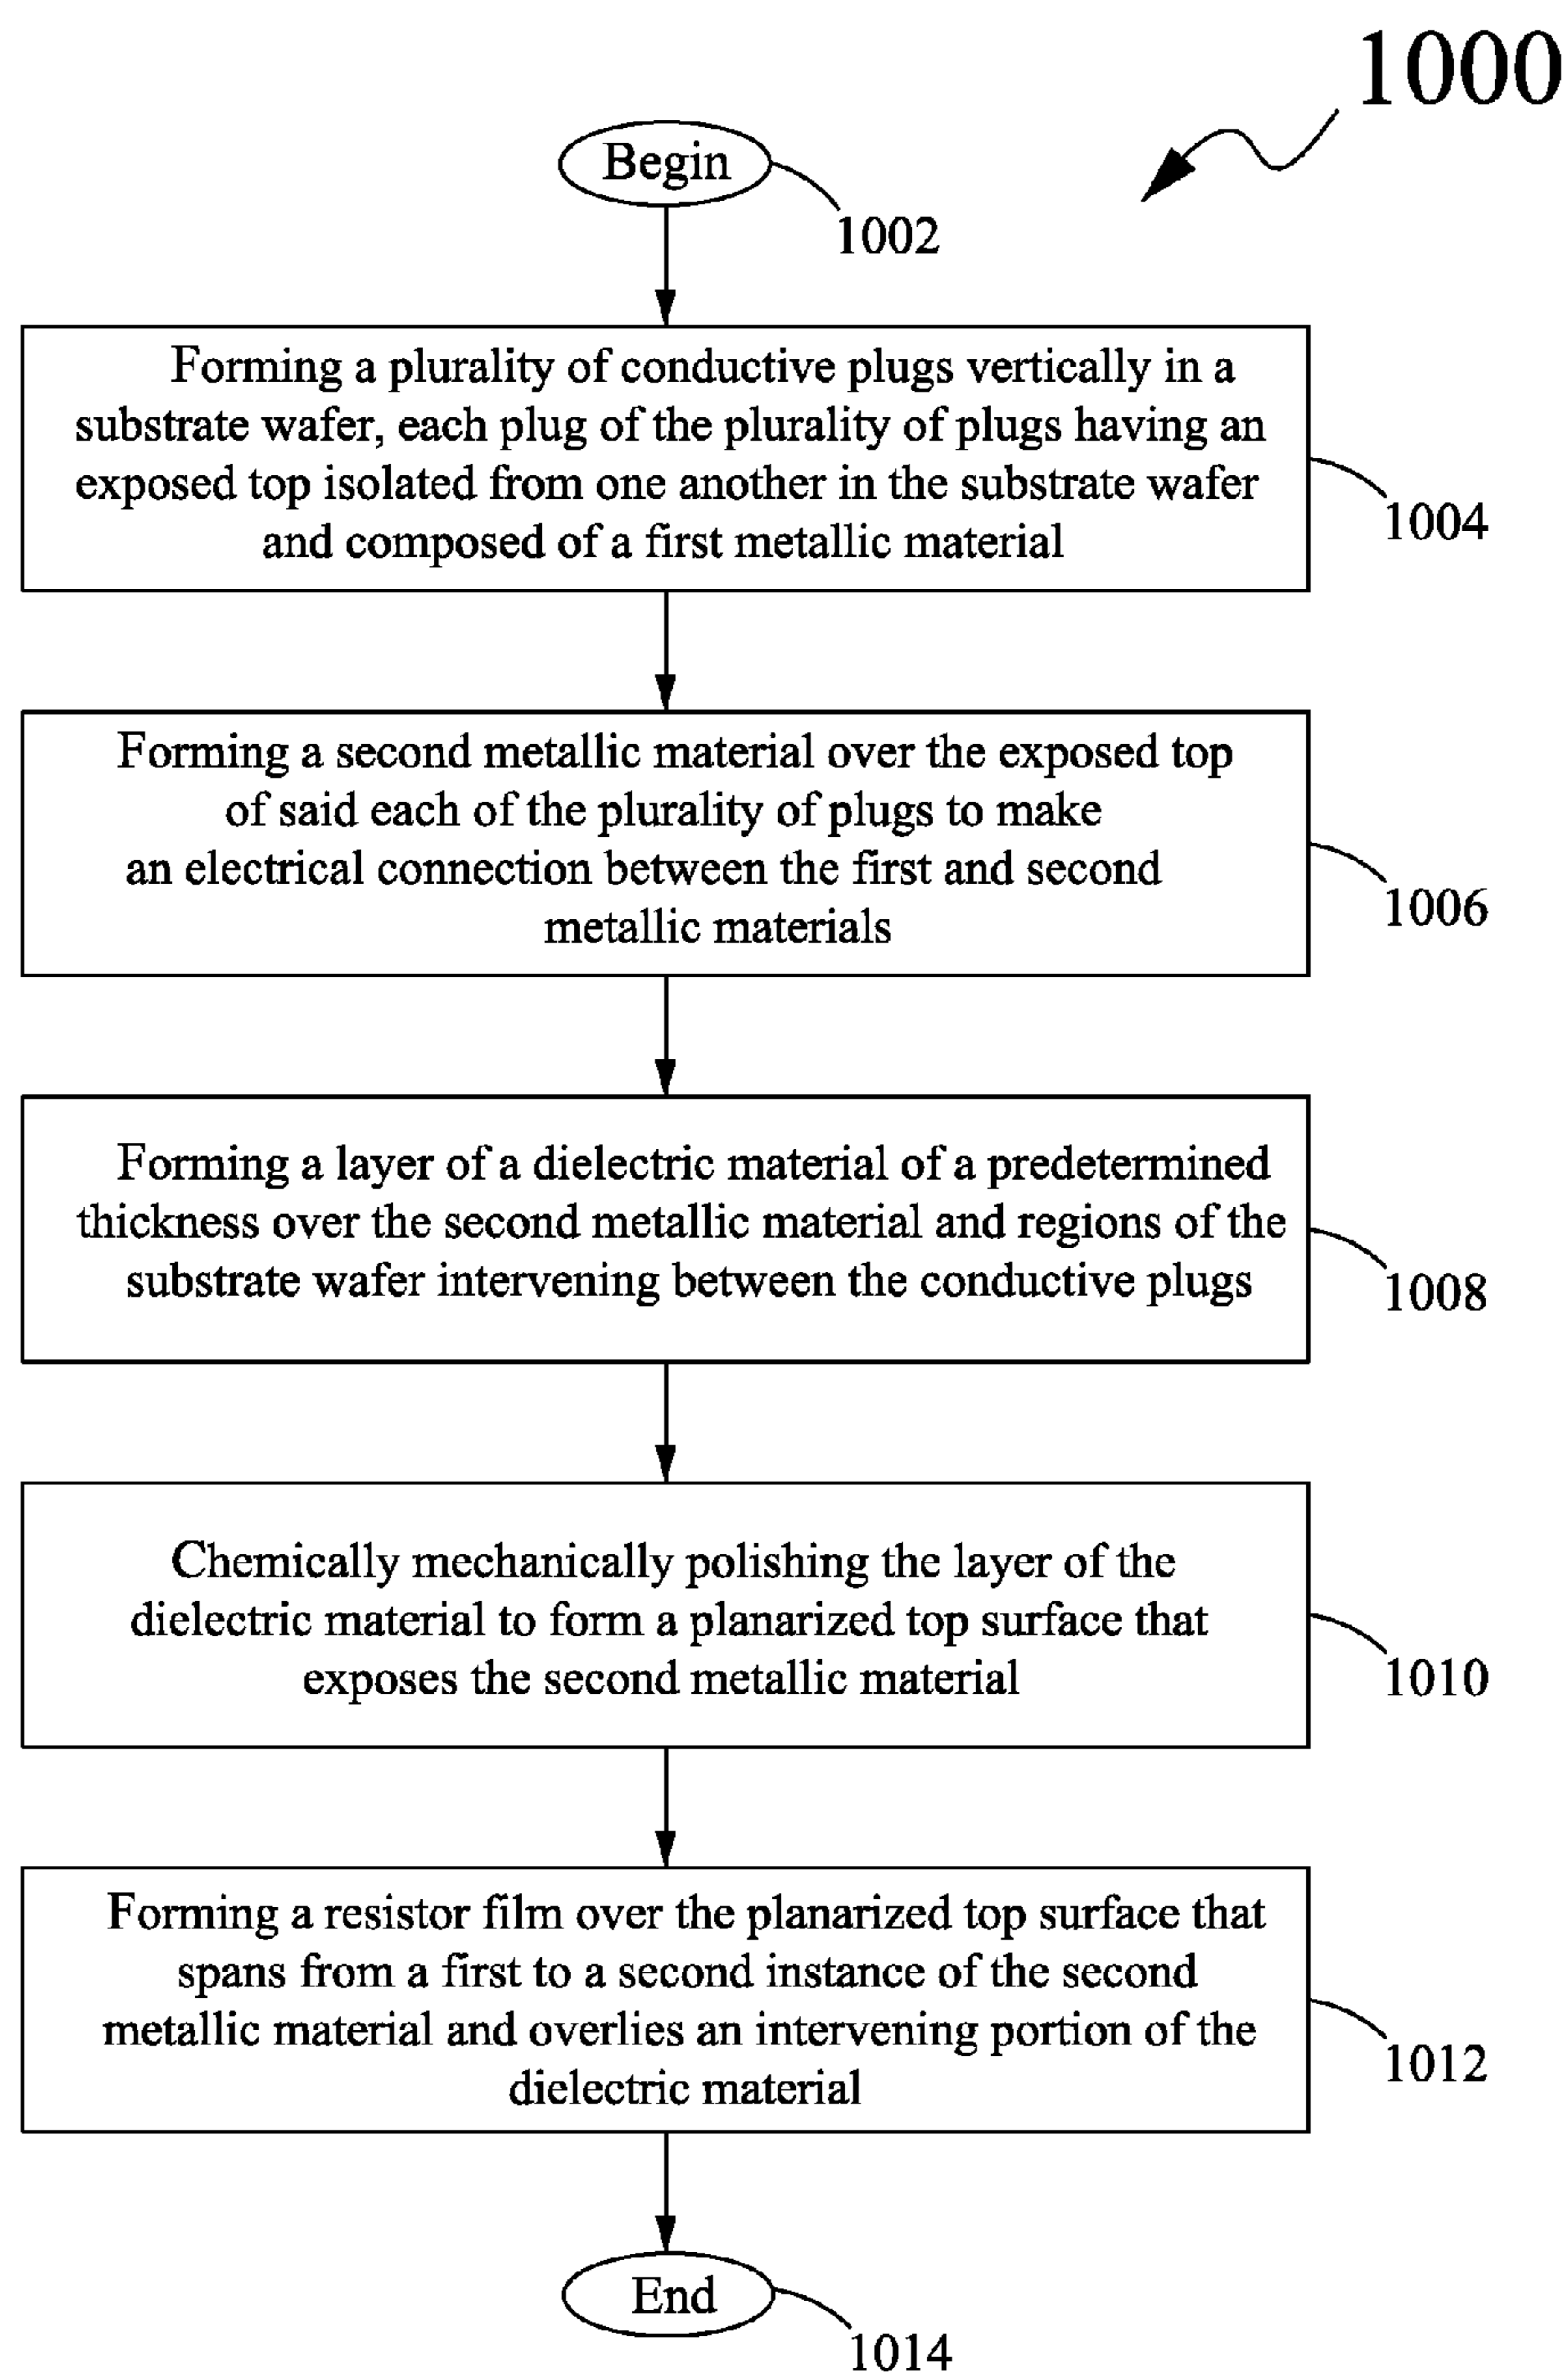 1000
Begin
1002
Forming a plurality of conductive plugs vertically in a
substrate wafer, each plug of the plurality of plugs having an
exposed top isolated from one another in the substrate wafer
and composed of a first metallic material
1004
Forming a second metallic material over the exposed top
of said each of the plurality of plugs to make
an electrical connection between the first and second
metallic materials
1006
Forming a layer of a dielectric material of a predetermined
thickness over the second metallic material and regions of the
substrate wafer intervening between the conductive plugs
1008
Chemically mechanically polishing the layer of the
dielectric material to form a planarized top surface that
exposes the second metallic material
1010
Forming a resistor film over the planarized top surface that
spans from a first to a second instance of the second
metallic material and overlies an intervening portion of the
dielectric material
1012
End
1014